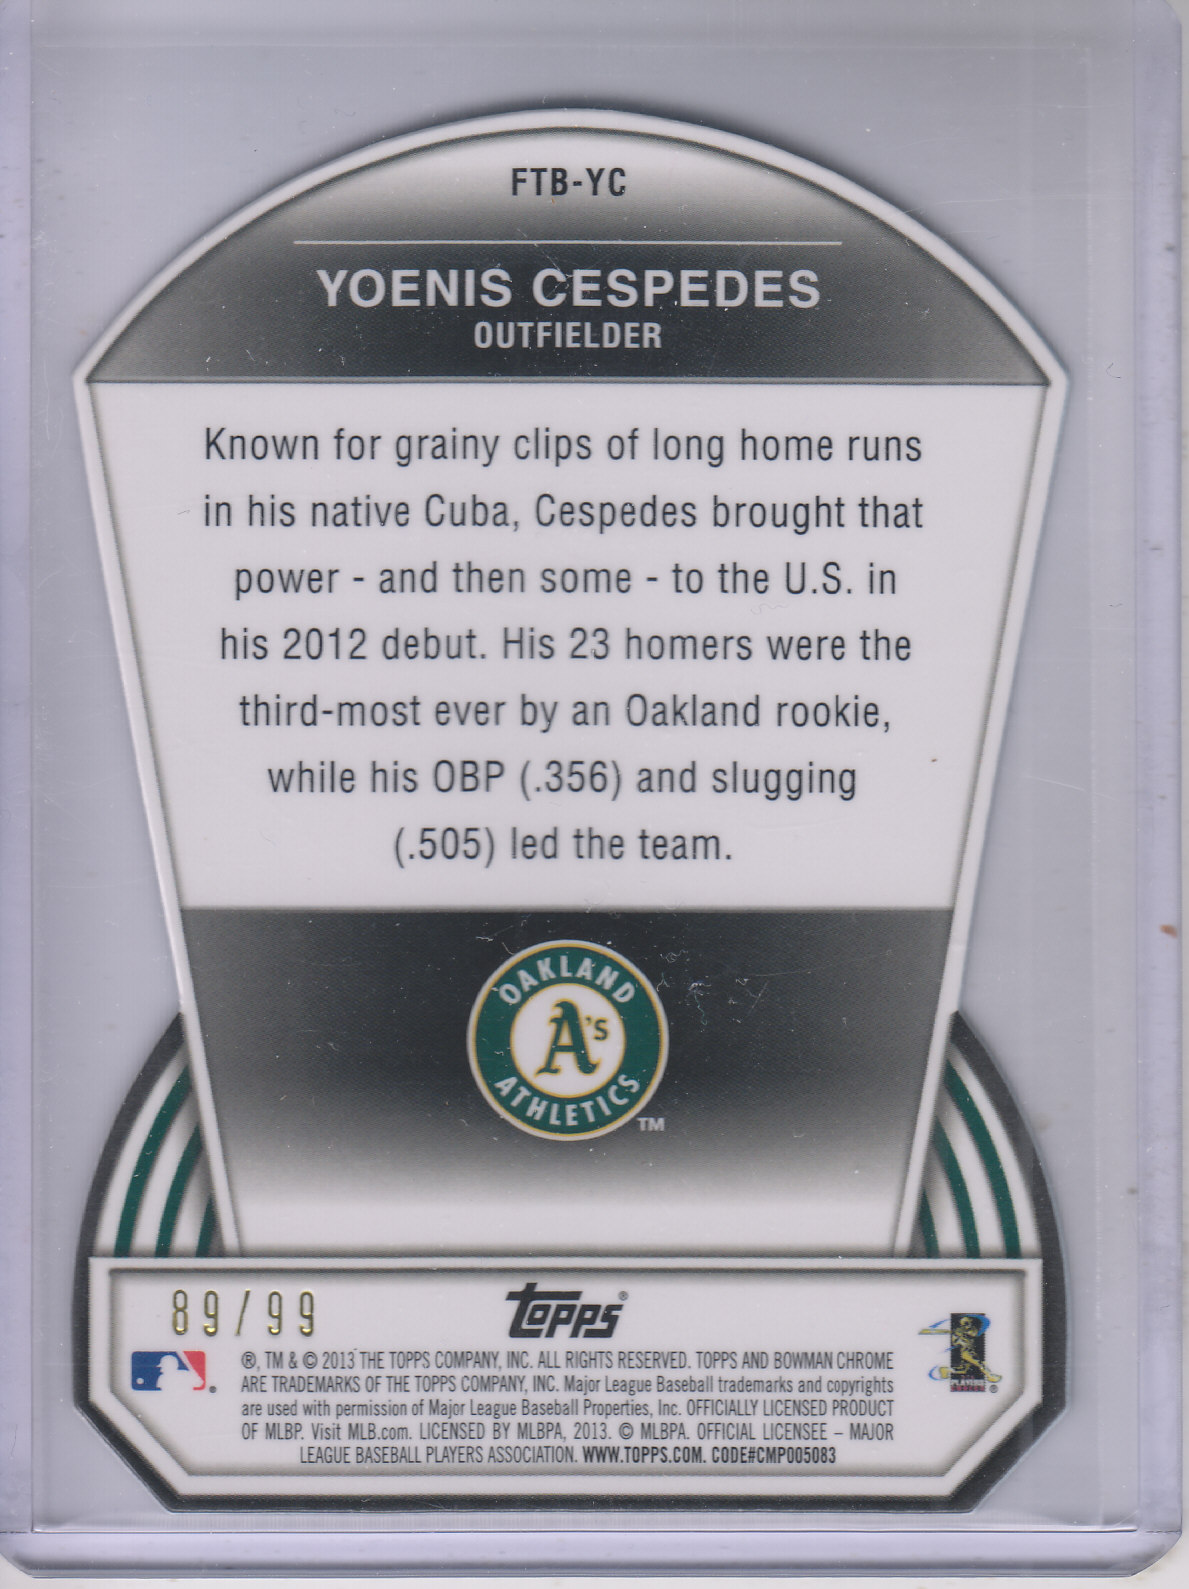 FTB-YC
YOENIS CESPEDES
OUTFIELDER
Known for grainy clips of long home runs
in his native Cuba, Cespedes brought that
power - and then some - to the U.S. in
his 2012 debut. His 23 homers were the
third-most ever by an Oakland rookie,
while his OBP (.356) and slugging
(.505) led the team.
OAKLAND
A's
ATHLETICS
TM
89/99
TOPPS®
®, TM & © 2013 THE TOPPS COMPANY, INC. ALL RIGHTS RESERVED. TOPPS AND BOWMAN CHROME
ARE TRADEMARKS OF THE TOPPS COMPANY, INC. Major League Baseball trademarks and copyrights
are used with permission of Major League Baseball Properties, Inc. OFFICIALLY LICENSED PRODUCT
OF MLBP. Visit MLB.com. LICENSED BY MLBPA, 2013. © MLBPA. OFFICIAL LICENSEE – MAJOR
LEAGUE BASEBALL PLAYERS ASSOCIATION. WWW.TOPPS.COM. CODE#CMP005083